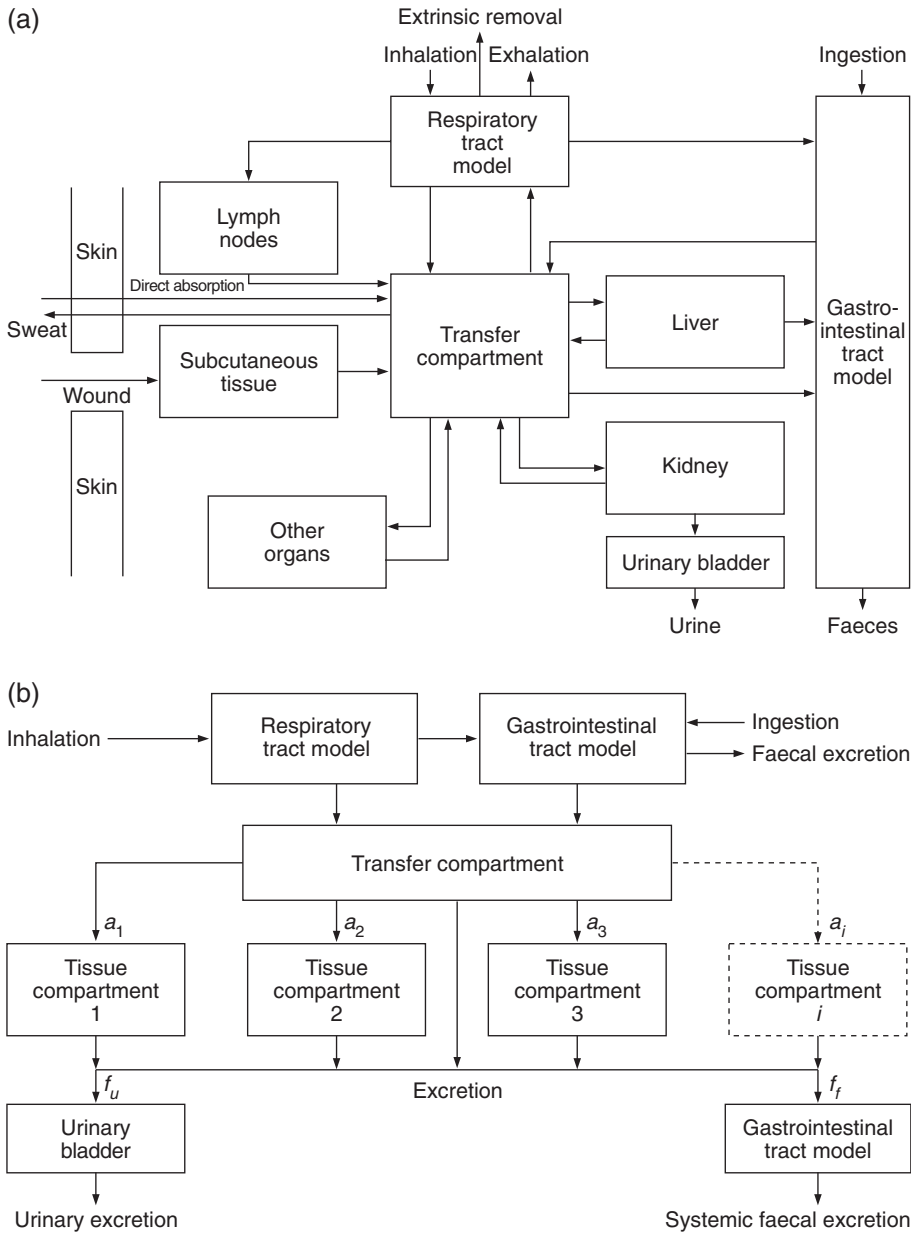 (a)
Extrinsic removal
Inhalation
Exhalation
Ingestion
Respiratory
tract
model
Lymph
nodes
Skin
Direct absorption
Sweat
Transfer
compartment
Liver
Gastro-
intestinal
tract
model
Subcutaneous
tissue
Wound
Skin
Kidney
Other
organs
Urinary bladder
Urine
Faeces
(b)
Inhalation
Respiratory
tract model
Gastrointestinal
tract model
Ingestion
Faecal excretion
Transfer compartment
a1
a2
a3
ai
Tissue
compartment
1
Tissue
compartment
2
Tissue
compartment
3
Tissue
compartment
i
fu
Excretion
ff
Urinary
bladder
Gastrointestinal
tract model
Urinary excretion
Systemic faecal excretion